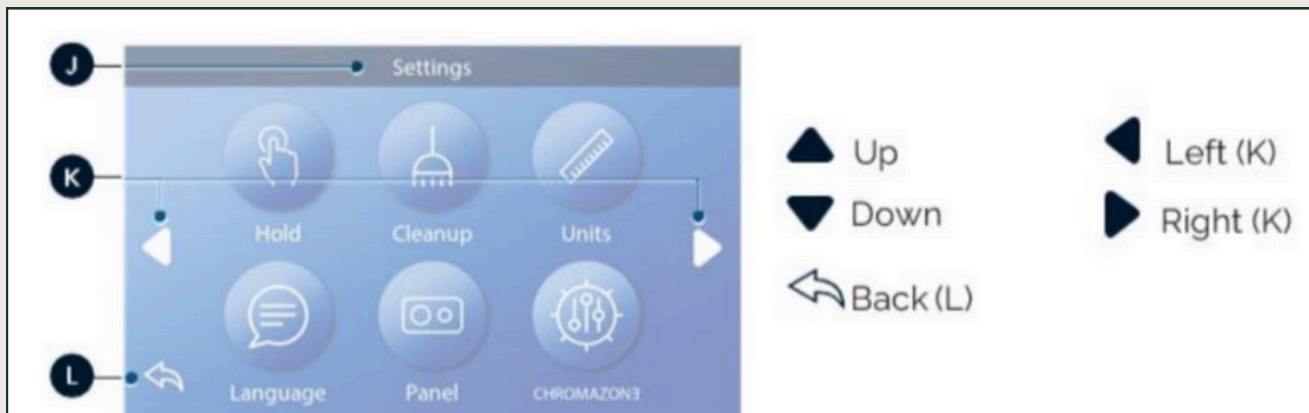 J
Settings
K
Hold Cleanup Units
Language Panel CHROMAZON3
L
Up
Down
Back (L)
Left (K)
Right (K)